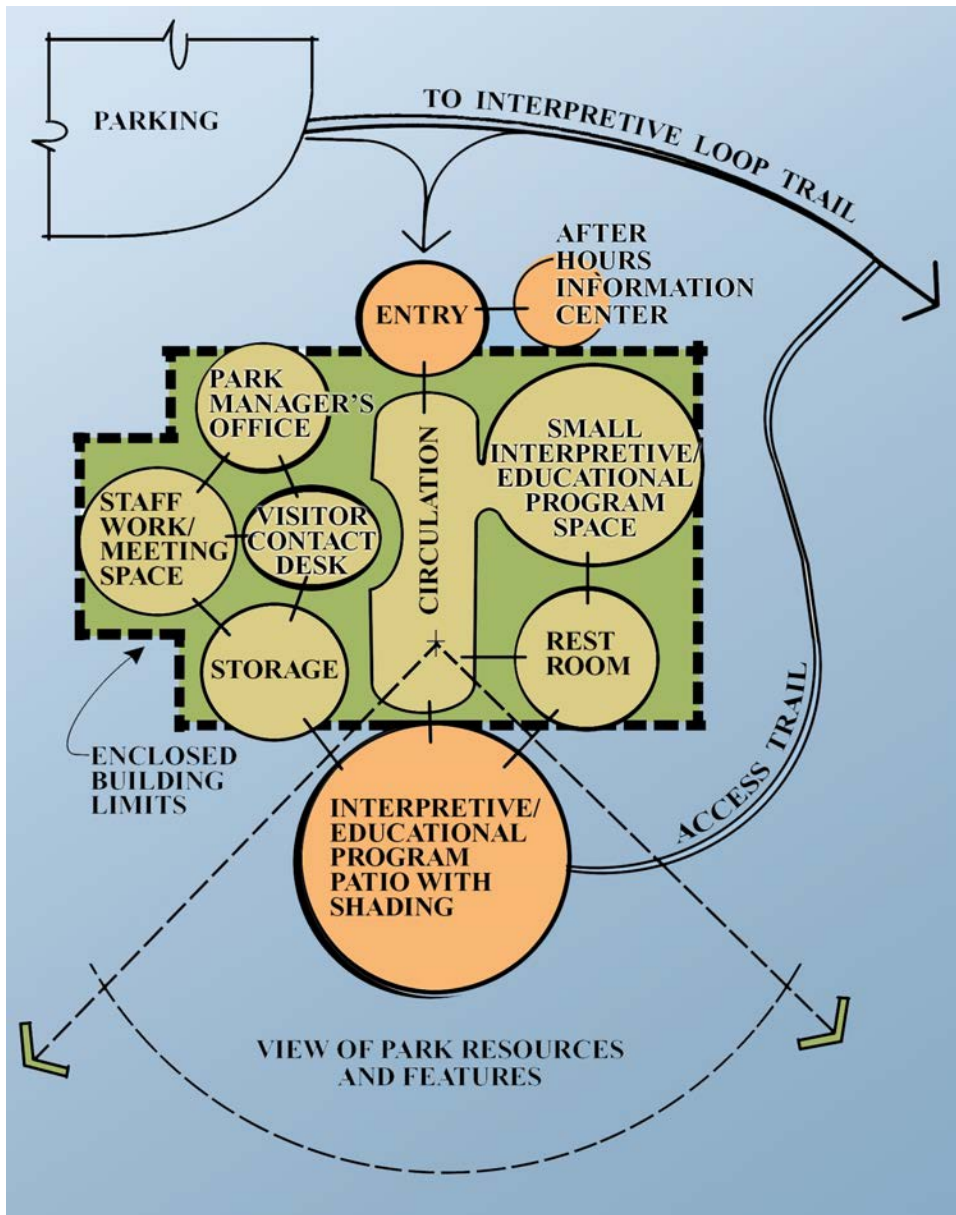 PARKING
TO INTERPRETIVE LOOP TRAIL
AFTER
HOURS
INFORMATION
CENTER
ENTRY
PARK
MANAGER'S
OFFICE
SMALL
INTERPRETIVE/
EDUCATIONAL
PROGRAM
SPACE
STAFF
WORK/
MEETING
SPACE
VISITOR
CONTACT
DESK
CIRCULATION
STORAGE
REST
ROOM
ENCLOSED
BUILDING
LIMITS
ACCESS TRAIL
INTERPRETIVE/
EDUCATIONAL
PROGRAM
PATIO WITH
SHADING
VIEW OF PARK RESOURCES
AND FEATURES